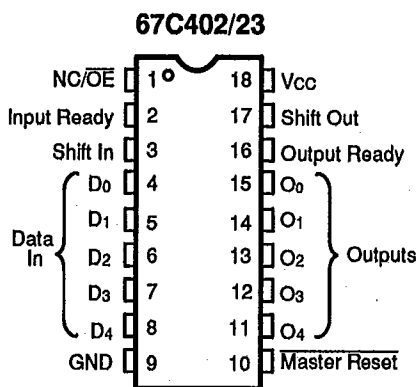 67C402/23
NC/OE 1 18 Vcc
Input Ready 2 17 Shift Out
Shift In 3 16 Output Ready
D0 4 15 O0
D1 5 14 O1
Data In D2 6 13 O2 Outputs
D3 7 12 O3
D4 8 11 O4
GND 9 10 Master Reset